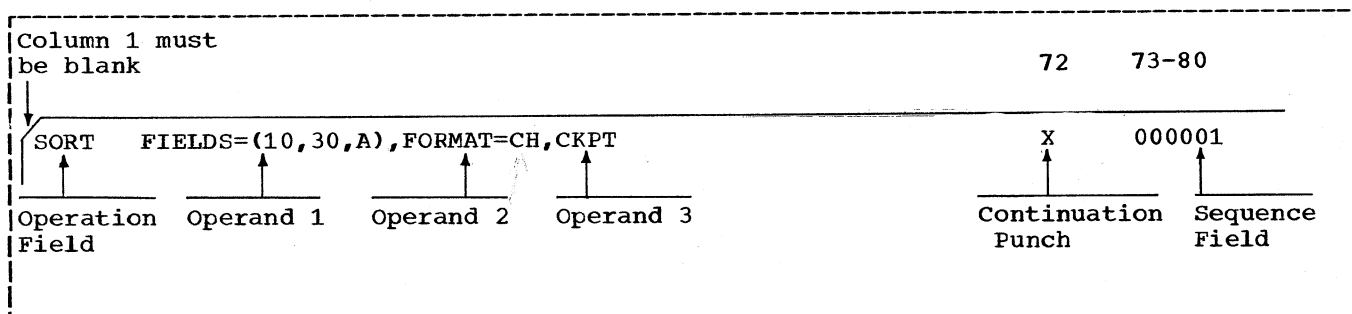 Column 1 must
be blank
72 73-80
SORT FIELDS=(10,30,A),FORMAT=CH,CKPT X 000001
Operation Operand 1 Operand 2 Operand 3 Continuation Sequence
Field Punch Field